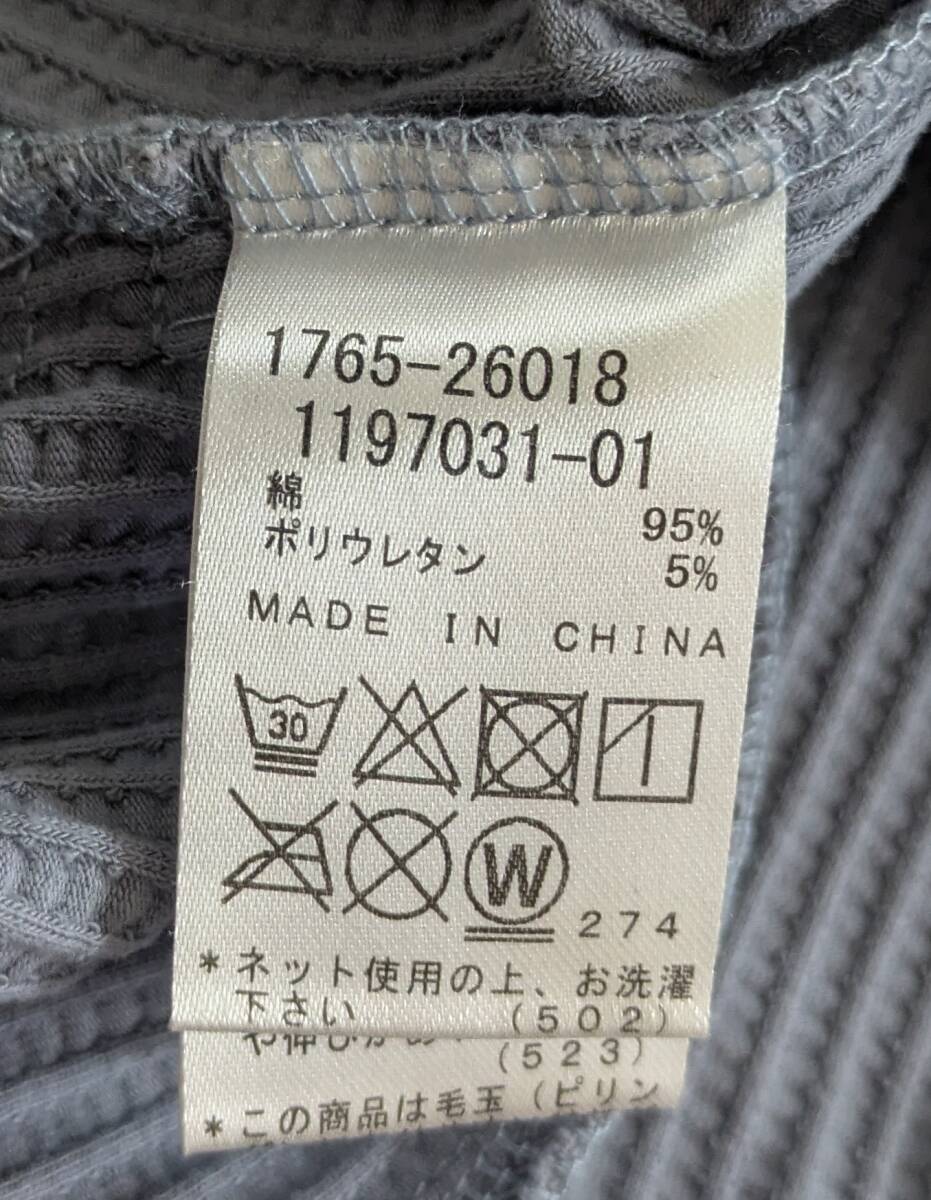 1765-26018
1197031-01
綿 95%
ポリウレタン 5%
MADE IN CHINA
30
W 274
*ネット使用の上、お洗濯
下さい (502)
(523)
*この商品は毛玉(ピリン